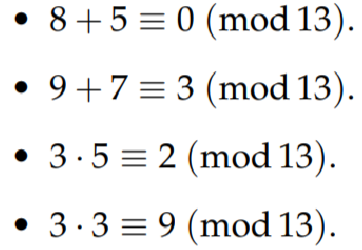 • 8 + 5 ≡ 0 (mod 13).
• 9 + 7 ≡ 3 (mod 13).
• 3 · 5 ≡ 2 (mod 13).
• 3 · 3 ≡ 9 (mod 13).